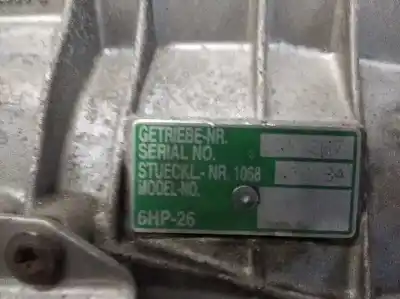 GETRIEBE-NR.
SERIAL NO.
STUECKL.- NR. 1068
MODEL-NO.
6HP-26